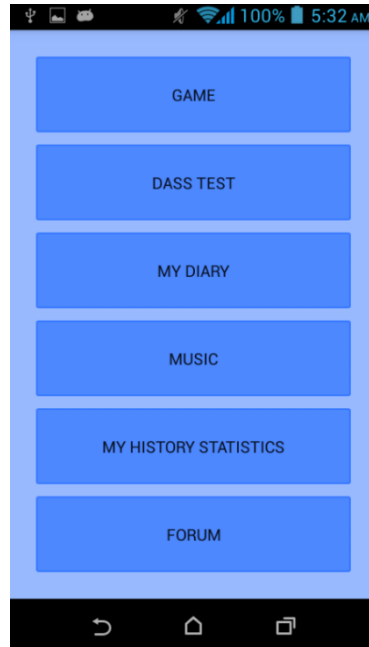 100% 5:32 AM
GAME
DASS TEST
MY DIARY
MUSIC
MY HISTORY STATISTICS
FORUM